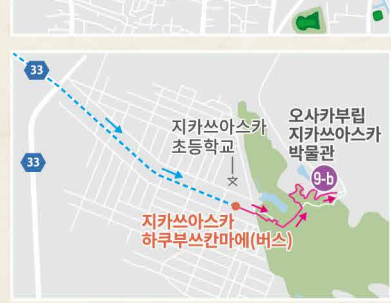 33
33
지카쓰아스카
초등학교
文
오사카부립
지카쓰아스카
박물관
9-b
지카쓰아스카
하쿠부쓰칸마에(버스)